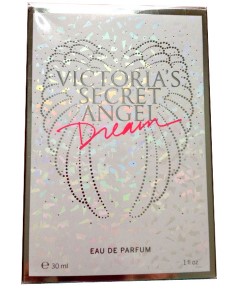 VICTORIA'S
SECRET
ANGEL
Dream
EAU DE PARFUM
℮ 30 ml
1 fl oz.